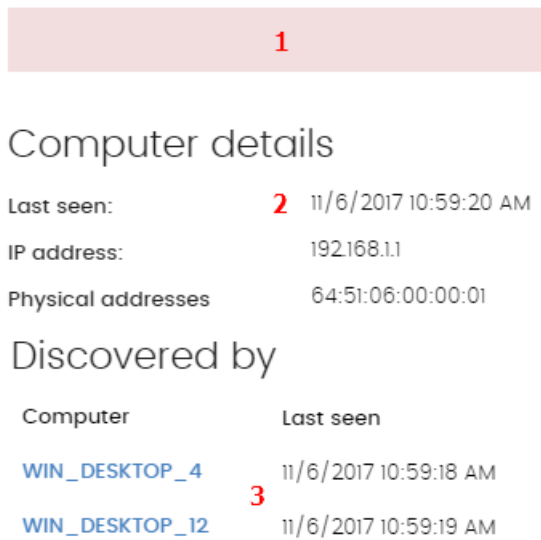 1
Computer details
Last seen: 2 11/6/2017 10:59:20 AM
IP address: 192.168.1.1
Physical addresses 64:51:06:00:00:01
Discovered by
Computer Last seen
WIN_DESKTOP_4 11/6/2017 10:59:18 AM
3
WIN_DESKTOP_12 11/6/2017 10:59:19 AM